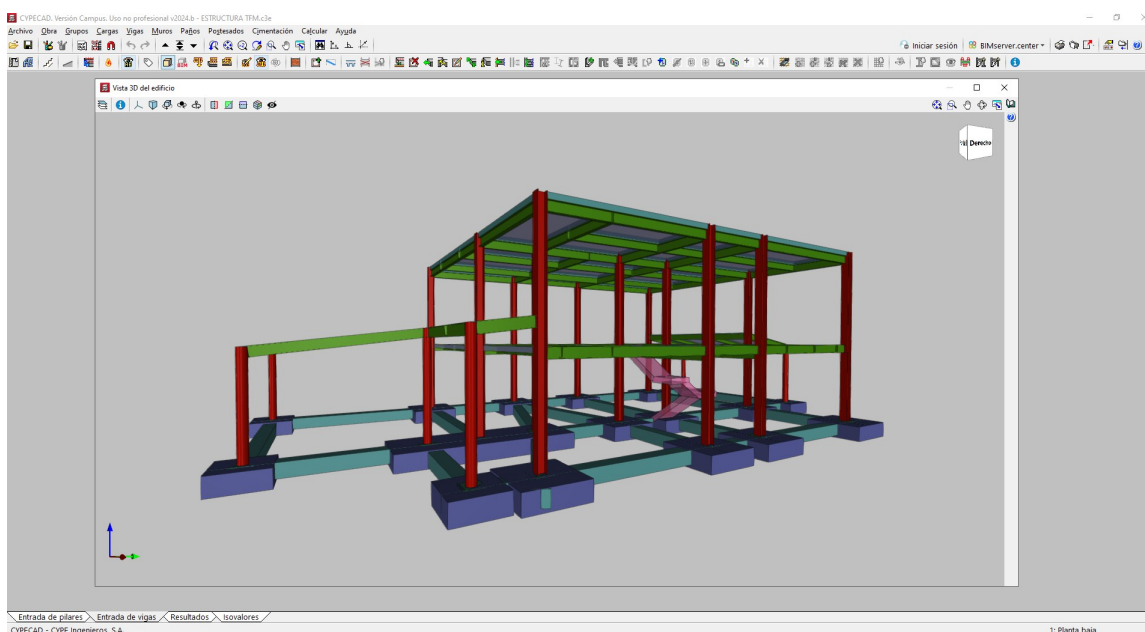 CYPECAD. Versión Campus. Uso no profesional v2024.b - ESTRUCTURA TFM.c3e
Archivo Obra Grupos Cargas Vigas Muros Paños Postesados Cimentación Calcular Ayuda
Iniciar sesión BIMserver.center
Vista 3D del edificio
Derecho
Entrada de pilares Entrada de vigas Resultados Isovalores
CYPECAD - CYPE Ingenieros, S.A. 1: Planta baja